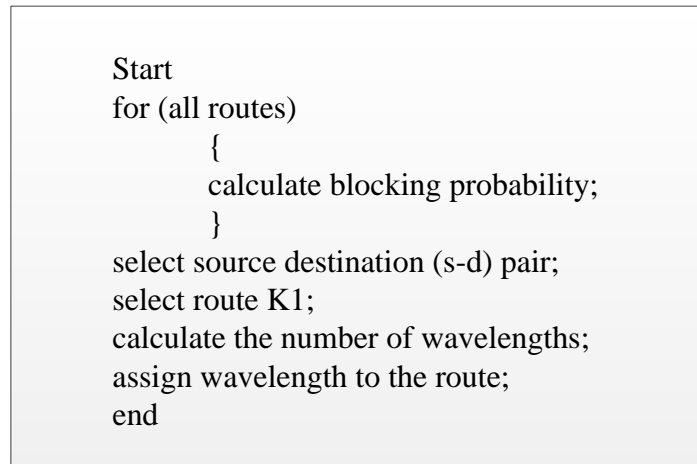 Start
for (all routes)
{
calculate blocking probability;
}
select source destination (s-d) pair;
select route K1;
calculate the number of wavelengths;
assign wavelength to the route;
end